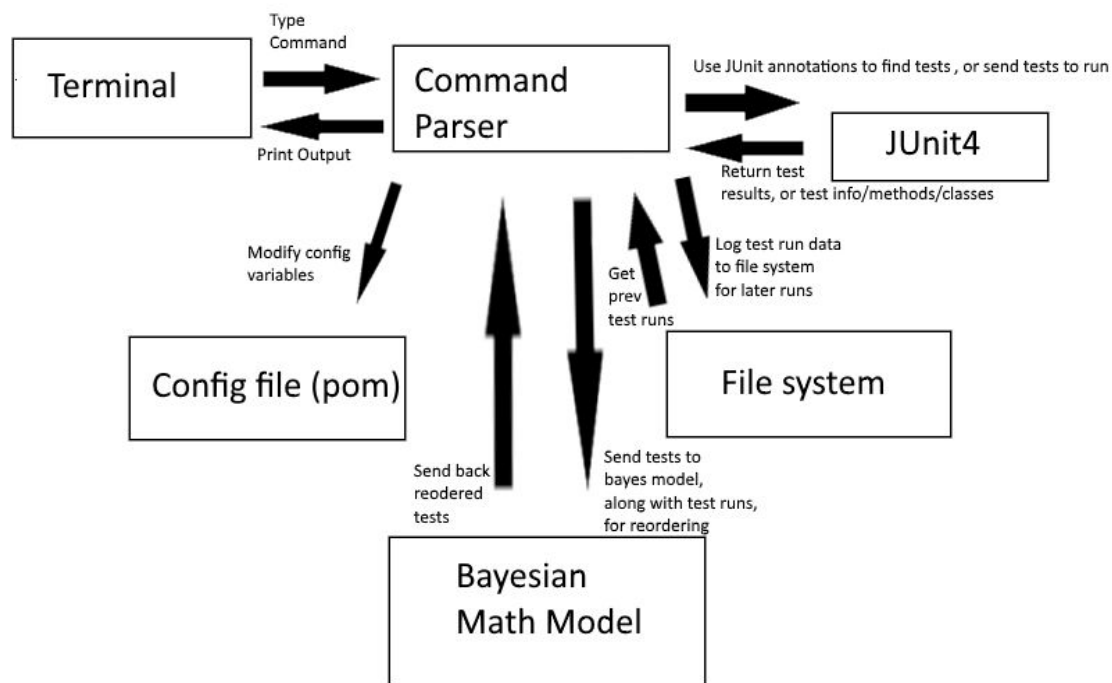 Type
Command
Terminal
Command
Parser
Use JUnit annotations to find tests , or send tests to run
Print Output
JUnit4
Return test
results, or test info/methods/classes
Modify config
variables
Get
prev
test runs
Log test run data
to file system
for later runs
Config file (pom)
File system
Send back
reodered
tests
Send tests to
bayes model,
along with test runs,
for reordering
Bayesian
Math Model